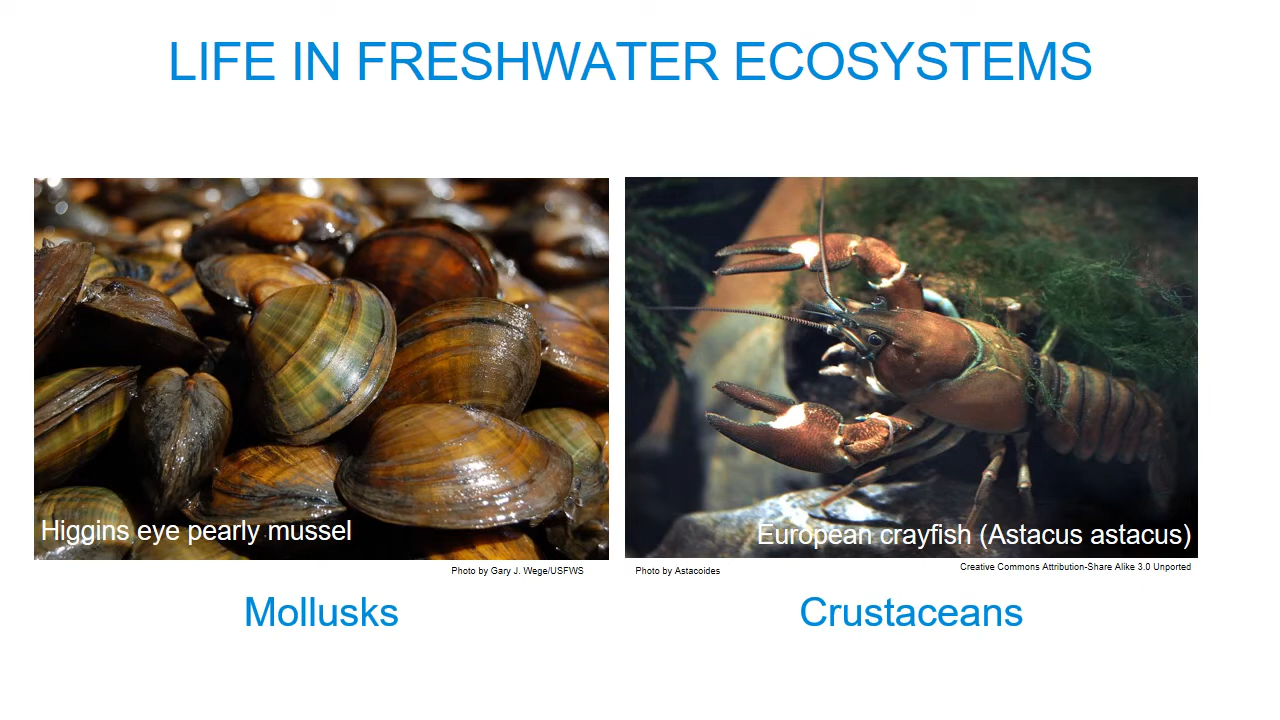 LIFE IN FRESHWATER ECOSYSTEMS
Higgins eye pearly mussel
European crayfish (Astacus astacus)
Photo by Gary J. Wege/USFWS
Photo by Astacoides
Creative Commons Attribution-Share Alike 3.0 Unported
Mollusks
Crustaceans